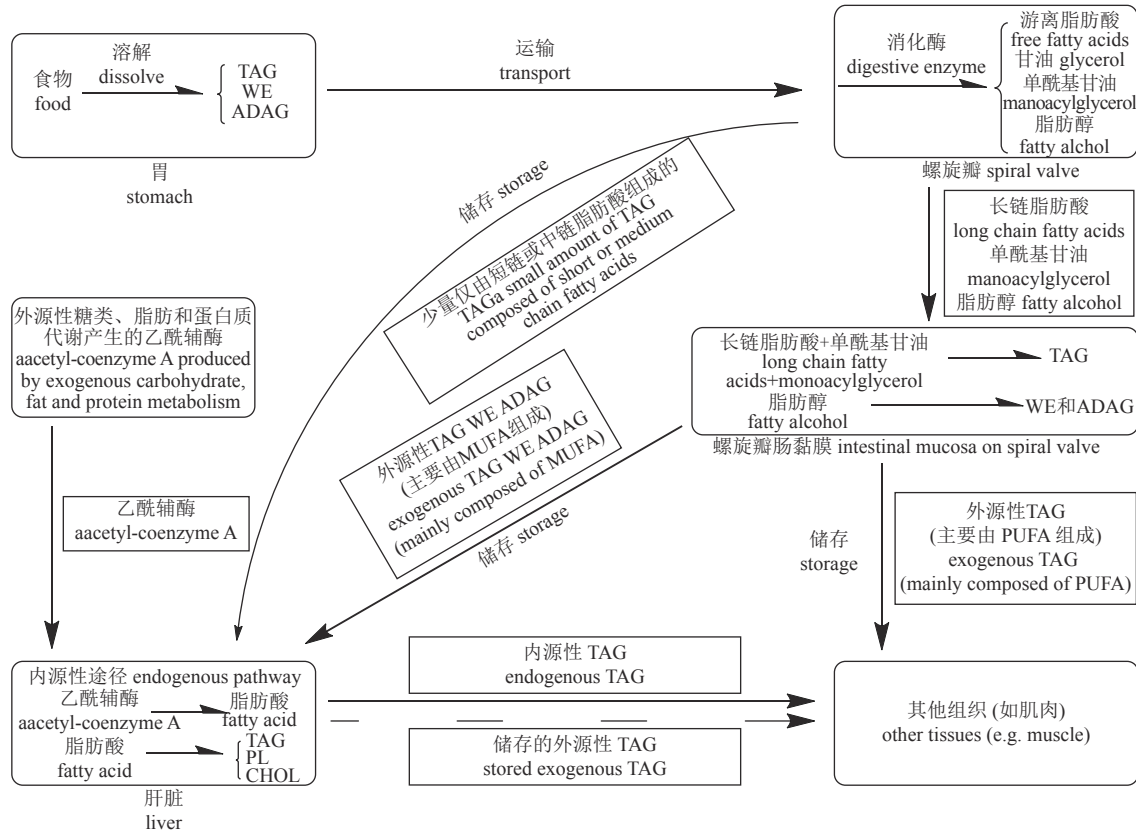 食物
food
溶解
dissolve
TAG
WE
ADAG
胃
stomach
运输
transport
消化酶
digestive enzyme
游离脂肪酸
free fatty acids
甘油 glycerol
单酰基甘油
manoacylglycerol
脂肪醇
fatty alchol
螺旋瓣 spiral valve
长链脂肪酸
long chain fatty acids
单酰基甘油
manoacylglycerol
脂肪醇 fatty alcohol
储存 storage
少量仅由短链或中链脂肪酸组成的
TAGa small amount of TAG
composed of short or medium
chain fatty acids
外源性糖类、脂肪和蛋白质
代谢产生的乙酰辅酶
aacetyl-coenzyme A produced
by exogenous carbohydrate,
fat and protein metabolism
长链脂肪酸+单酰基甘油
long chain fatty
acids+monoacylglycerol
TAG
脂肪醇
fatty alcohol
WE和ADAG
螺旋瓣肠黏膜 intestinal mucosa on spiral valve
外源性TAG WE ADAG
(主要由MUFA组成)
exogenous TAG WE ADAG
(mainly composed of MUFA)
储存 storage
乙酰辅酶
aacetyl-coenzyme A
储存
storage
外源性TAG
(主要由 PUFA 组成)
exogenous TAG
(mainly composed of PUFA)
内源性途径 endogenous pathway
乙酰辅酶
aacetyl-coenzyme A
脂肪酸
fatty acid
脂肪酸
fatty acid
TAG
PL
CHOL
肝脏
liver
内源性 TAG
endogenous TAG
储存的外源性 TAG
stored exogenous TAG
其他组织 (如肌肉)
other tissues (e.g. muscle)